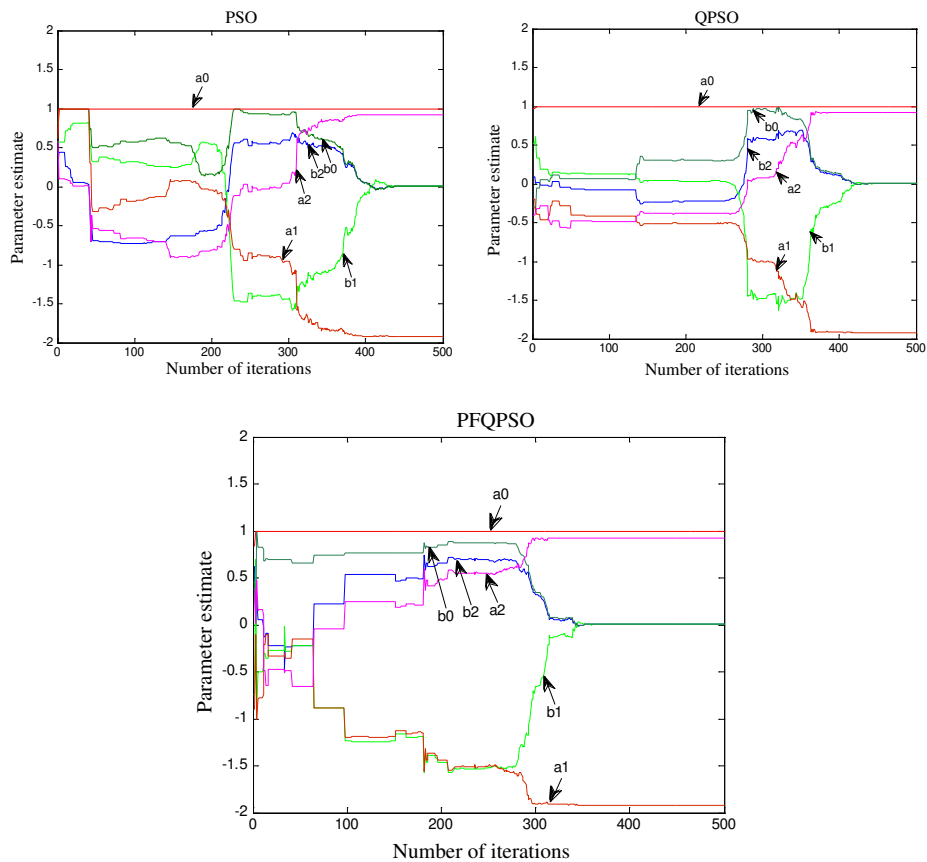 PSO
2
1.5
1
0.5
0
-0.5
-1
-1.5
-2
0 100 200 300 400 500
Parameter estimate
Number of iterations
a0
b2
b0
a2
a1
b1
QPSO
2
1.5
1
0.5
0
-0.5
-1
-1.5
-2
0 100 200 300 400 500
Parameter estimate
Number of iterations
a0
b0
b2
a2
a1
b1
PFQPSO
2
1.5
1
0.5
0
-0.5
-1
-1.5
-2
0 100 200 300 400 500
Parameter estimate
Number of iterations
a0
b0
b2
a2
b1
a1